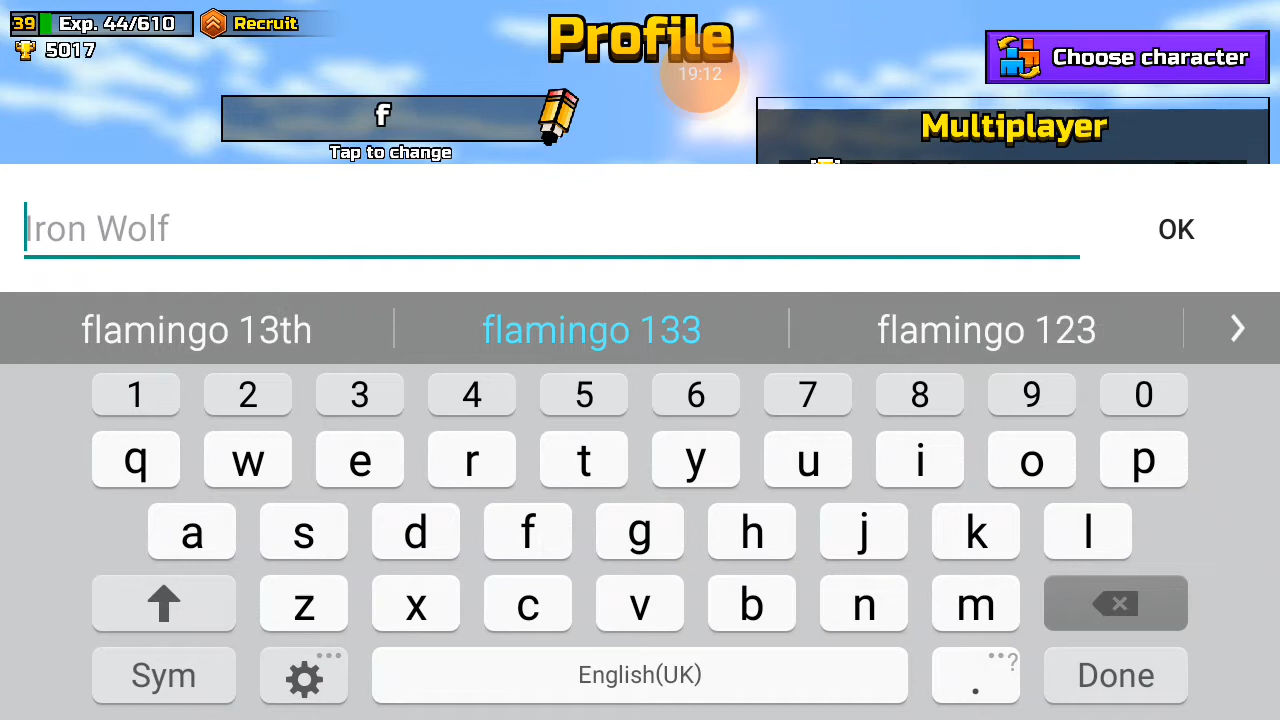 39 Exp. 44/610 Recruit
5017
Profile
19:12
Choose character
f
Tap to change
Multiplayer
Iron Wolf
OK
flamingo 13th flamingo 133 flamingo 123
1 2 3 4 5 6 7 8 9 0
q w e r t y u i o p
a s d f g h j k l
z x c v b n m
Sym English(UK) ? . Done